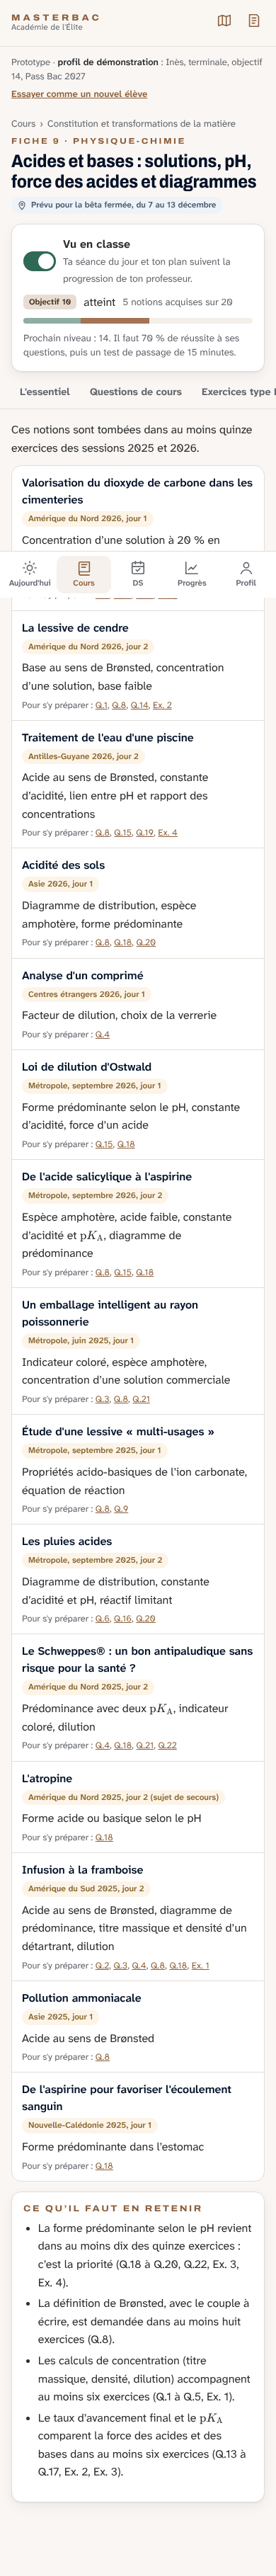 MASTERBAC
Académie de l'Élite
Prototype · profil de démonstration : Inès, terminale, objectif
14, Pass Bac 2027
Essayer comme un nouvel élève
Cours › Constitution et transformations de la matière
FICHE 9 · PHYSIQUE-CHIMIE
Acides et bases : solutions, pH,
force des acides et diagrammes
Prévu pour la bêta fermée, du 7 au 13 décembre
Vu en classe
Ta séance du jour et ton plan suivent la
progression de ton professeur.
Objectif 10 atteint 5 notions acquises sur 20
Prochain niveau : 14. Il faut 70 % de réussite à ses
questions, puis un test de passage de 15 minutes.
L'essentiel Questions de cours Exercices type
Ces notions sont tombées dans au moins quinze
exercices des sessions 2025 et 2026.
Valorisation du dioxyde de carbone dans les
cimenteries
Amérique du Nord 2026, jour 1
Concentration d'une solution à 20 % en
Aujourd'hui Cours DS Progrès Profil
La lessive de cendre
Amérique du Nord 2026, jour 2
Base au sens de Brønsted, concentration
d'une solution, base faible
Pour s'y préparer : Q.1, Q.8, Q.14, Ex. 2
Traitement de l'eau d'une piscine
Antilles-Guyane 2026, jour 2
Acide au sens de Brønsted, constante
d'acidité, lien entre pH et rapport des
concentrations
Pour s'y préparer : Q.8, Q.15, Q.19, Ex. 4
Acidité des sols
Asie 2026, jour 1
Diagramme de distribution, espèce
amphotère, forme prédominante
Pour s'y préparer : Q.8, Q.18, Q.20
Analyse d'un comprimé
Centres étrangers 2026, jour 1
Facteur de dilution, choix de la verrerie
Pour s'y préparer : Q.4
Loi de dilution d'Ostwald
Métropole, septembre 2026, jour 1
Forme prédominante selon le pH, constante
d'acidité, force d'un acide
Pour s'y préparer : Q.15, Q.18
De l'acide salicylique à l'aspirine
Métropole, septembre 2026, jour 2
Espèce amphotère, acide faible, constante
d'acidité et pKA, diagramme de
prédominance
Pour s'y préparer : Q.8, Q.15, Q.18
Un emballage intelligent au rayon
poissonnerie
Métropole, juin 2025, jour 1
Indicateur coloré, espèce amphotère,
concentration d'une solution commerciale
Pour s'y préparer : Q.3, Q.8, Q.21
Étude d'une lessive « multi-usages »
Métropole, septembre 2025, jour 1
Propriétés acido-basiques de l'ion carbonate,
équation de réaction
Pour s'y préparer : Q.8, Q.9
Les pluies acides
Métropole, septembre 2025, jour 2
Diagramme de distribution, constante
d'acidité et pH, réactif limitant
Pour s'y préparer : Q.6, Q.16, Q.20
Le Schweppes® : un bon antipaludique sans
risque pour la santé ?
Amérique du Nord 2025, jour 2
Prédominance avec deux pKA, indicateur
coloré, dilution
Pour s'y préparer : Q.4, Q.18, Q.21, Q.22
L'atropine
Amérique du Nord 2025, jour 2 (sujet de secours)
Forme acide ou basique selon le pH
Pour s'y préparer : Q.18
Infusion à la framboise
Amérique du Sud 2025, jour 2
Acide au sens de Brønsted, diagramme de
prédominance, titre massique et densité d'un
détartrant, dilution
Pour s'y préparer : Q.2, Q.3, Q.4, Q.8, Q.18, Ex. 1
Pollution ammoniacale
Asie 2025, jour 1
Acide au sens de Brønsted
Pour s'y préparer : Q.8
De l'aspirine pour favoriser l'écoulement
sanguin
Nouvelle-Calédonie 2025, jour 1
Forme prédominante dans l'estomac
Pour s'y préparer : Q.18
CE QU'IL FAUT EN RETENIR
• La forme prédominante selon le pH revient
dans au moins dix des quinze exercices :
c'est la priorité (Q.18 à Q.20, Q.22, Ex. 3,
Ex. 4).
• La définition de Brønsted, avec le couple à
écrire, est demandée dans au moins huit
exercices (Q.8).
• Les calculs de concentration (titre
massique, densité, dilution) accompagnent
au moins six exercices (Q.1 à Q.5, Ex. 1).
• Le taux d'avancement final et le pKA
comparent la force des acides et des
bases dans au moins six exercices (Q.13 à
Q.17, Ex. 2, Ex. 3).